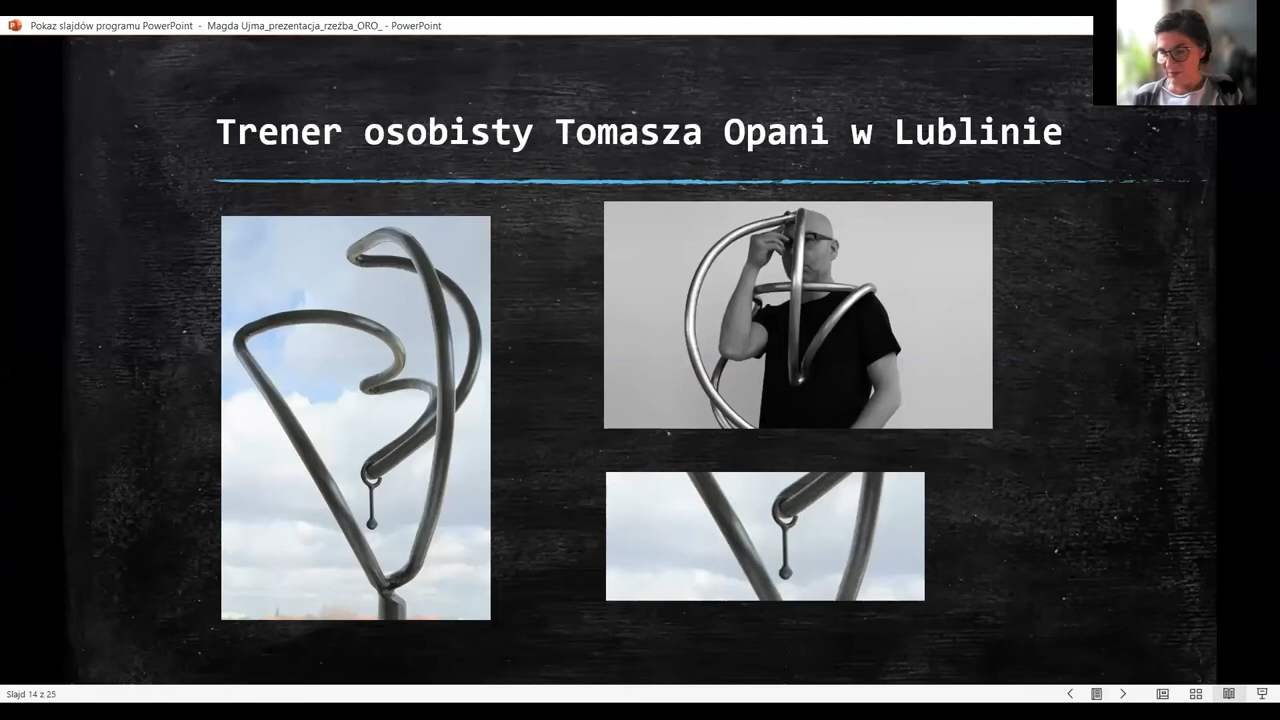 Pokaz slajdów programu PowerPoint - Magda Ujma_prezentacja_rzeźba_ORO_ - PowerPoint
Trener osobisty Tomasza Opani w Lublinie
Slajd 14 z 25